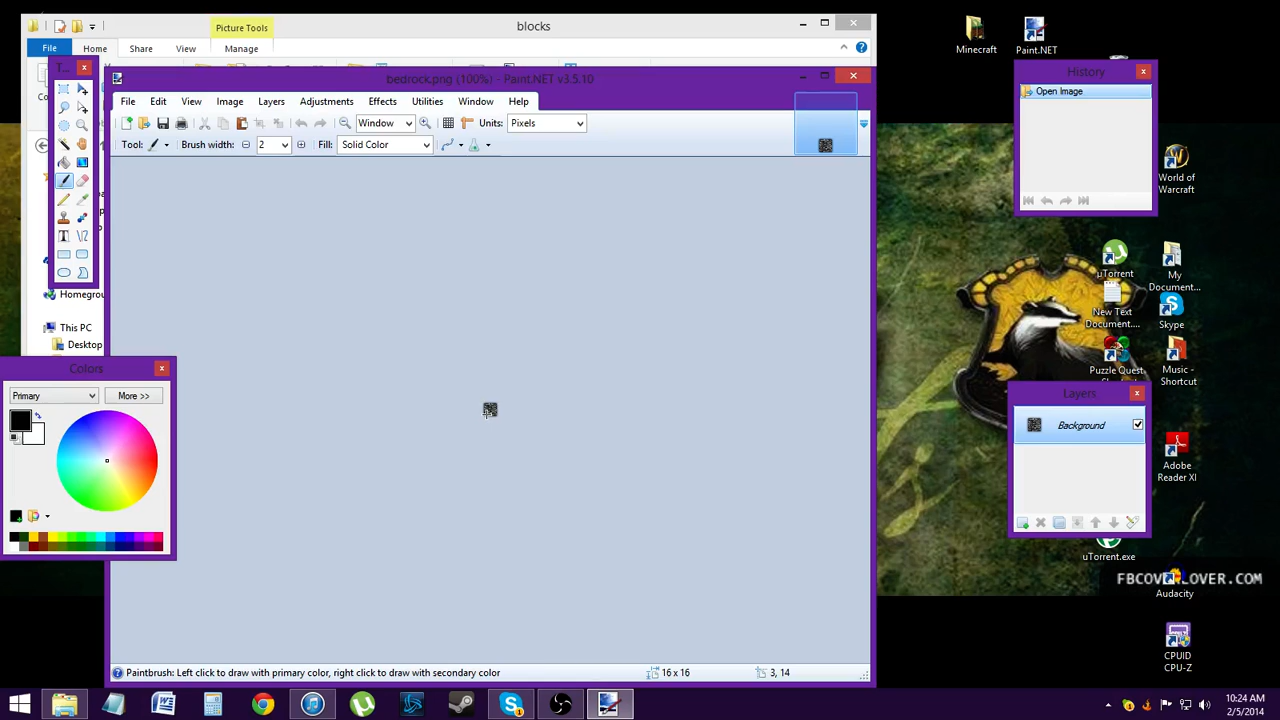 Picture Tools
blocks
File
Home
Share
View
Manage
T...
bedrock.png (100%) - Paint.NET v3.5.10
File
Edit
View
Image
Layers
Adjustments
Effects
Utilities
Window
Help
Window
Units:
Pixels
Tool:
Brush width:
2
Fill:
Solid Color
Homegrou
This PC
Desktop
Colors
Primary
More >>
Paintbrush: Left click to draw with primary color, right click to draw with secondary color
16 x 16
3, 14
Minecraft
Paint.NET
History
Open Image
World of
Warcraft
µTorrent
My
Document...
New Text
Document....
Skype
Puzzle Quest
Music -
Shortcut
Layers
Background
Adobe
Reader XI
uTorrent.exe
FBCOVERLOVER.COM
Audacity
CPUID
CPU-Z
10:24 AM
2/5/2014